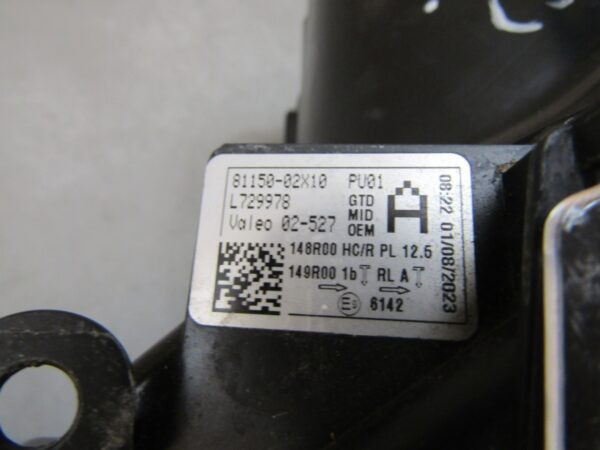 81150-02X10 PU01
L729978 GTD
MID A
Valeo 02-527 OEM
148R00 HC/R PL 12.5
149R00 1b RL A
6142
08:22 01/08/2023